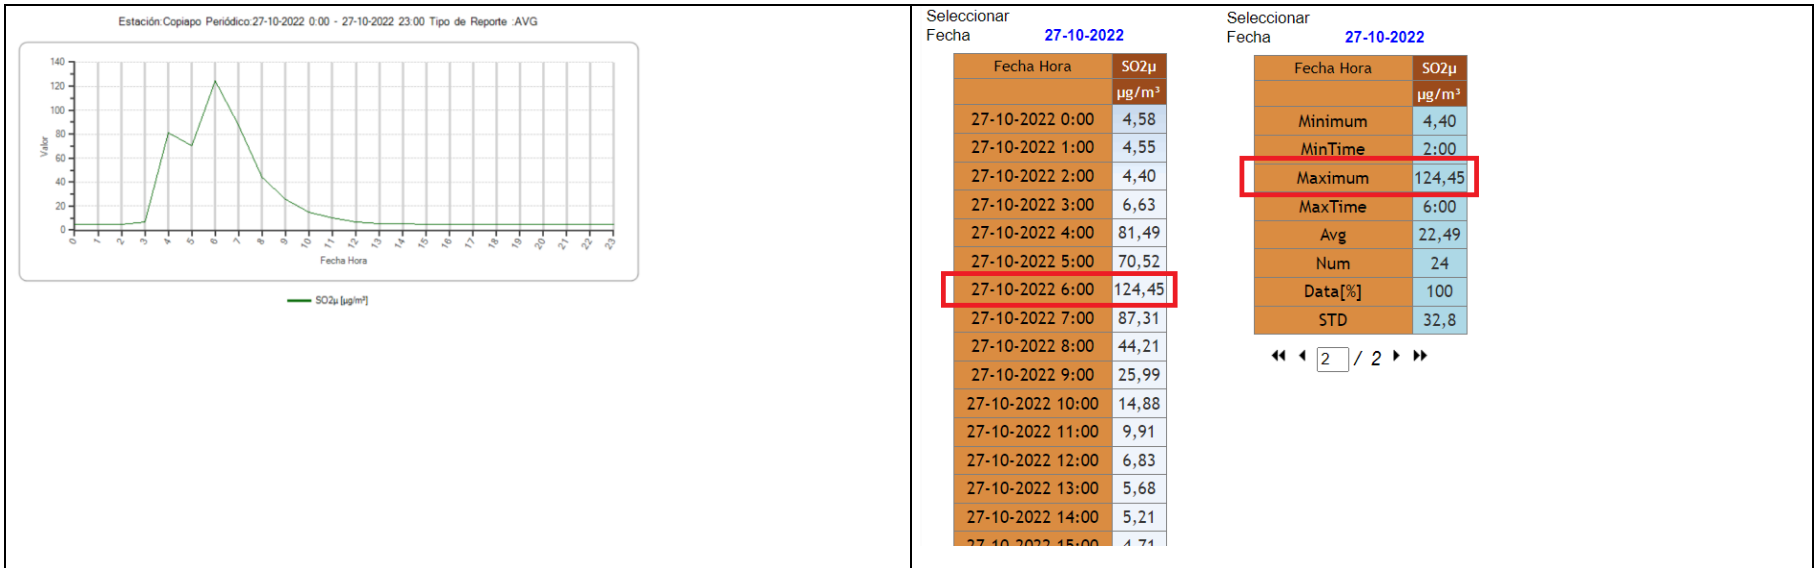 Estación:Copiapo Periódico:27-10-2022 0:00 - 27-10-2022 23:00 Tipo de Reporte :AVG
140
120
100
80
60
40
20
0
Valor
0 1 2 3 4 5 6 7 8 9 10 11 12 13 14 15 16 17 18 19 20 21 22 23
Fecha Hora
SO2µ [µg/m³]
Seleccionar
Fecha 27-10-2022
Fecha Hora SO2µ
µg/m³
27-10-2022 0:00 4,58
27-10-2022 1:00 4,55
27-10-2022 2:00 4,40
27-10-2022 3:00 6,63
27-10-2022 4:00 81,49
27-10-2022 5:00 70,52
27-10-2022 6:00 124,45
27-10-2022 7:00 87,31
27-10-2022 8:00 44,21
27-10-2022 9:00 25,99
27-10-2022 10:00 14,88
27-10-2022 11:00 9,91
27-10-2022 12:00 6,83
27-10-2022 13:00 5,68
27-10-2022 14:00 5,21
27-10-2022 15:00 4,71
Seleccionar
Fecha 27-10-2022
Fecha Hora SO2µ
µg/m³
Minimum 4,40
MinTime 2:00
Maximum 124,45
MaxTime 6:00
Avg 22,49
Num 24
Data[%] 100
STD 32,8
2 / 2